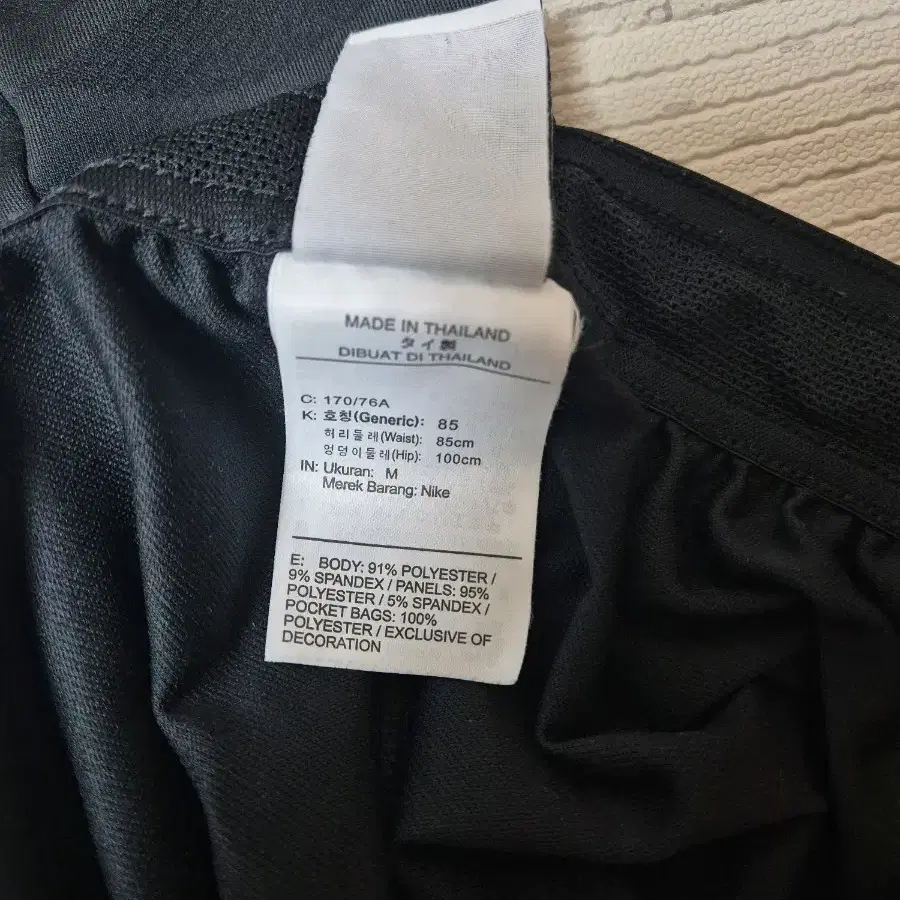 MADE IN THAILAND
タイ製
DIBUAT DI THAILAND
C: 170/76A
K: 호칭(Generic): 85
허리둘레(Waist): 85cm
엉덩이둘레(Hip): 100cm
IN: Ukuran: M
Merek Barang: Nike
E: BODY: 91% POLYESTER /
9% SPANDEX / PANELS: 95%
POLYESTER / 5% SPANDEX /
POCKET BAGS: 100%
POLYESTER / EXCLUSIVE OF
DECORATION